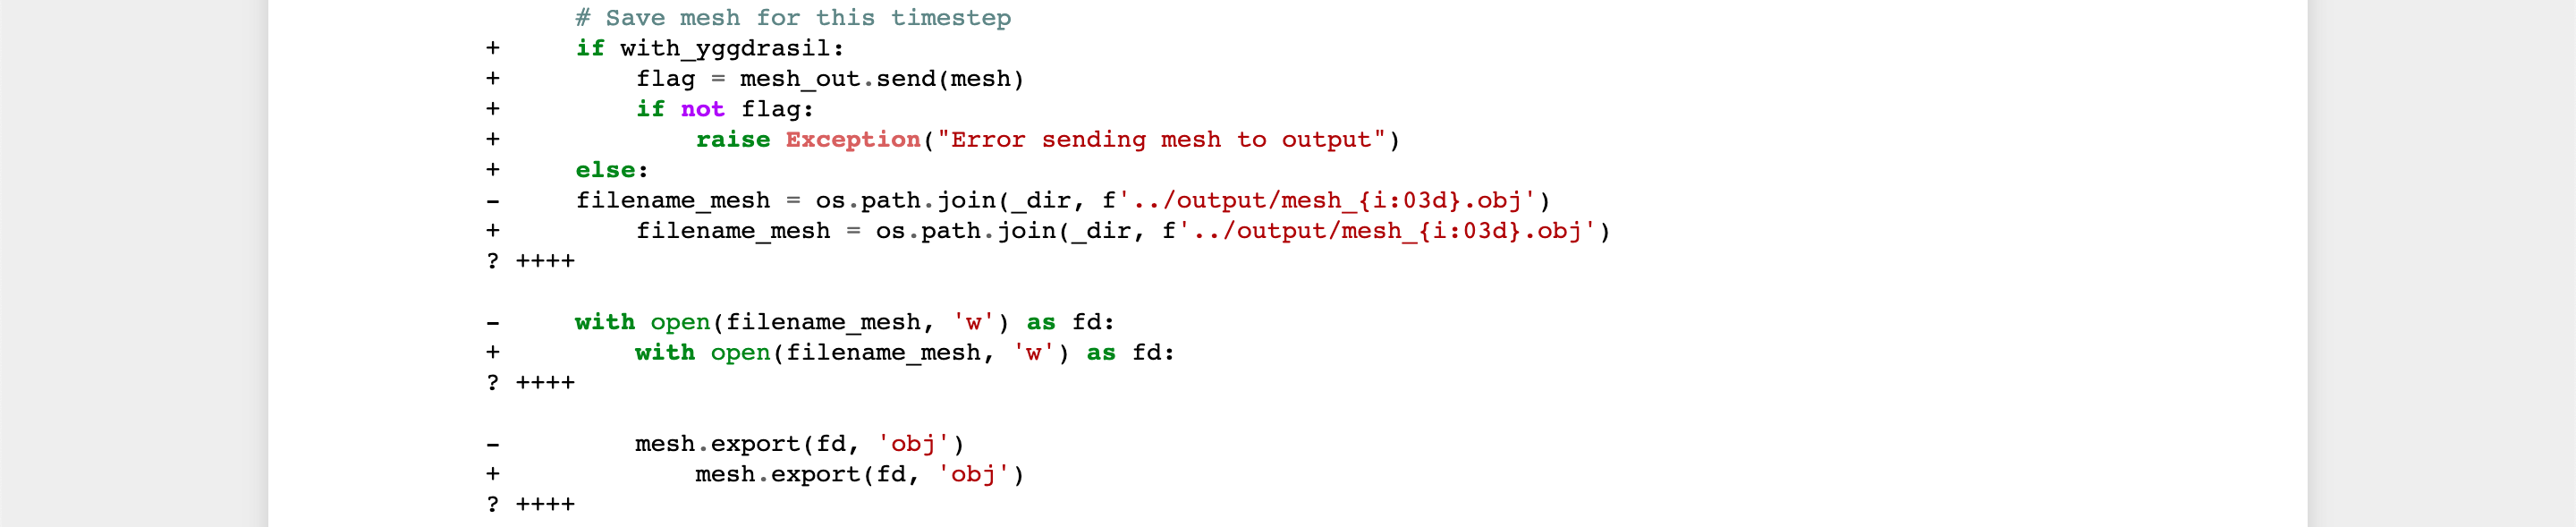 # Save mesh for this timestep
+     if with_yggdrasil:
+         flag = mesh_out.send(mesh)
+         if not flag:
+             raise Exception("Error sending mesh to output")
+     else:
-     filename_mesh = os.path.join(_dir, f'../output/mesh_{i:03d}.obj')
+         filename_mesh = os.path.join(_dir, f'../output/mesh_{i:03d}.obj')
? ++++

-     with open(filename_mesh, 'w') as fd:
+         with open(filename_mesh, 'w') as fd:
? ++++

-         mesh.export(fd, 'obj')
+             mesh.export(fd, 'obj')
? ++++